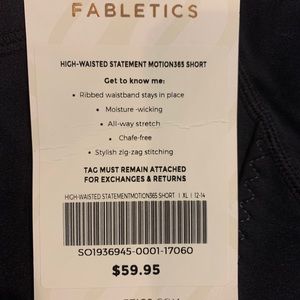 FABLETICS
HIGH-WAISTED STATEMENT MOTION365 SHORT
Get to know me:
• Ribbed waistband stays in place
• Moisture -wicking
• All-way stretch
• Chafe-free
• Stylish zig-zag stitching
TAG MUST REMAIN ATTACHED
FOR EXCHANGES & RETURNS
HIGH-WAISTED STATEMENTMOTION365 SHORT | XL | 12-14
SO1936945-0001-17060
$59.95